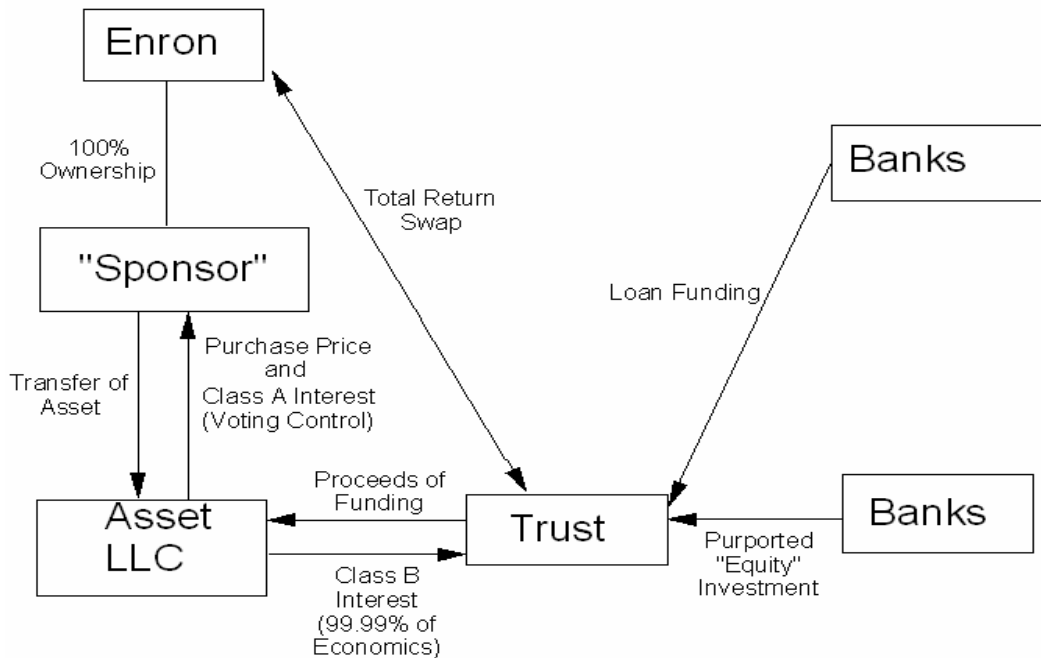 Enron
100%
Ownership
Total Return
Swap
Banks
"Sponsor"
Loan Funding
Transfer of
Asset
Purchase Price
and
Class A Interest
(Voting Control)
Proceeds of
Funding
Asset
LLC
Trust
Banks
Class B
Interest
(99.99% of
Economics)
Purported
"Equity"
Investment